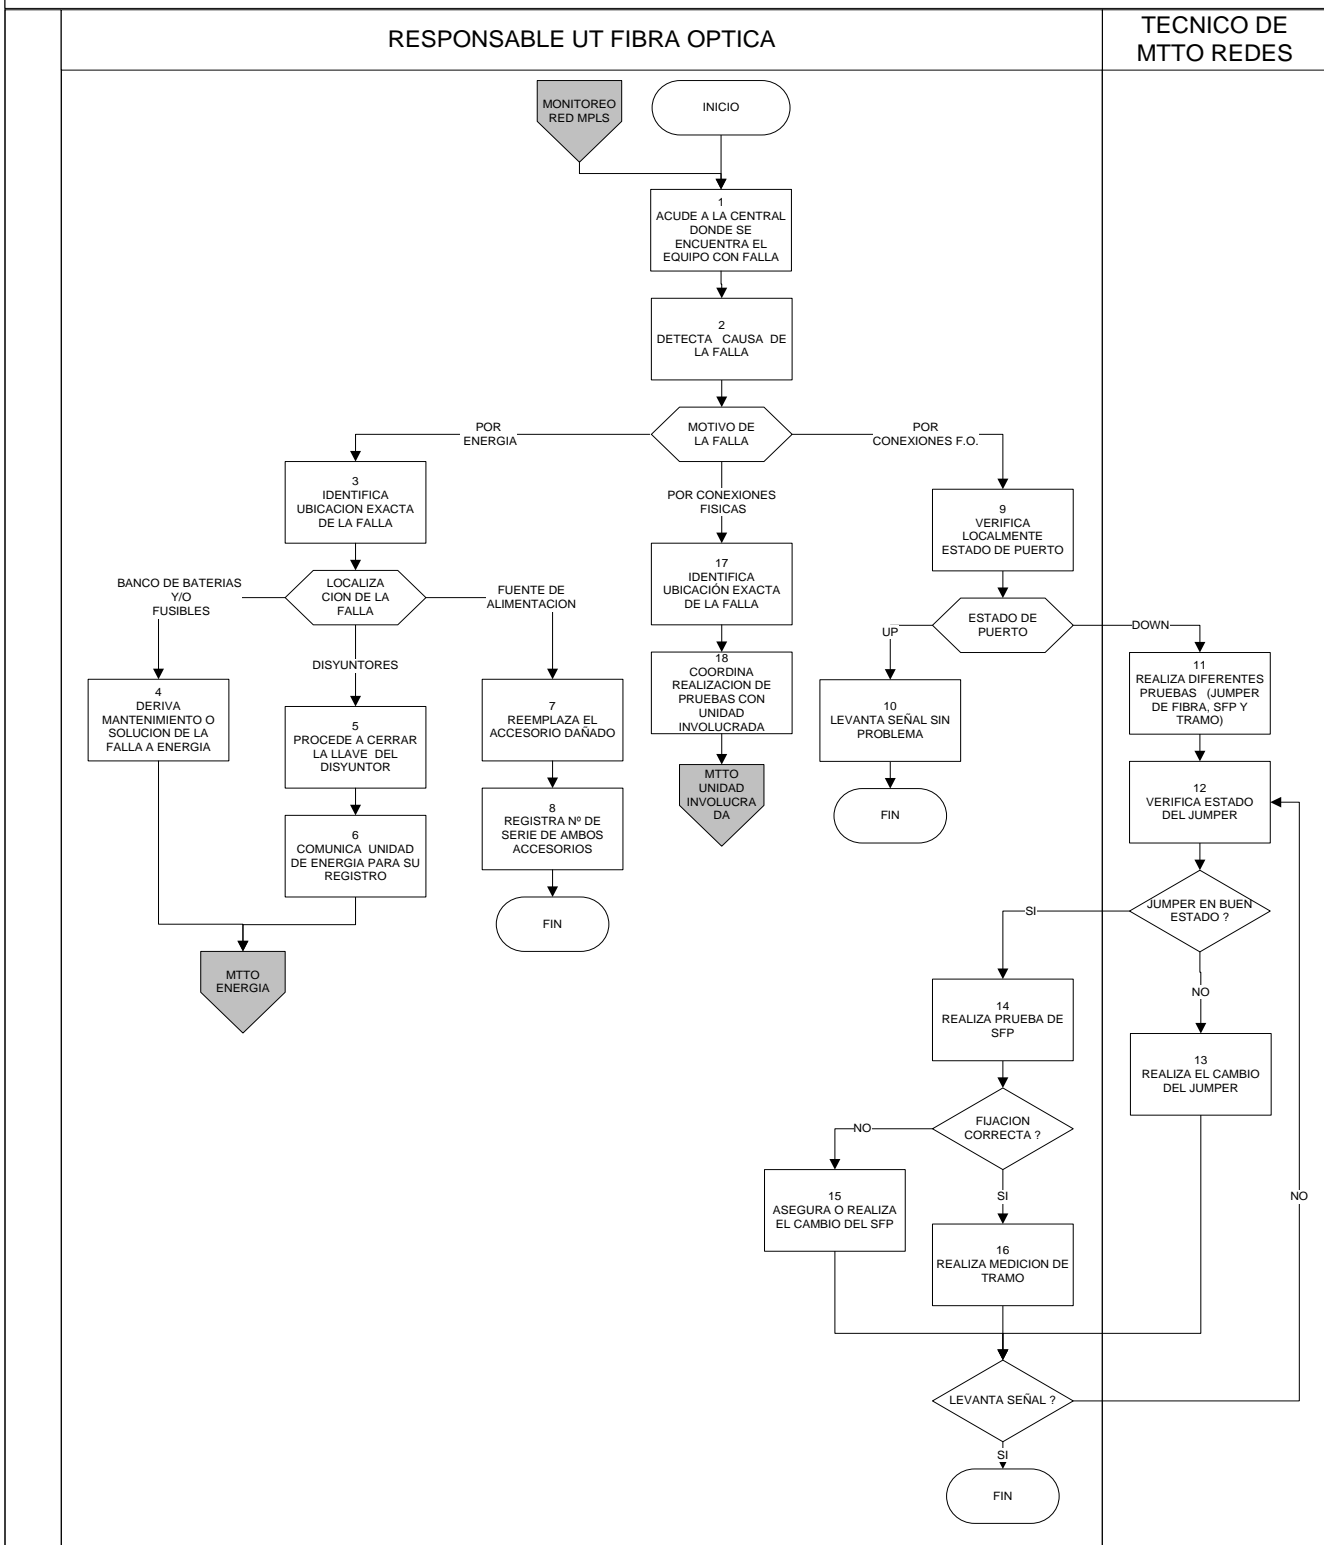 RESPONSABLE UT FIBRA OPTICA
TECNICO DE
MTTO REDES
MONITOREO
RED MPLS
INICIO
1
ACUDE A LA CENTRAL
DONDE SE
ENCUENTRA EL
EQUIPO CON FALLA
2
DETECTA CAUSA DE
LA FALLA
MOTIVO DE
LA FALLA
POR
ENERGIA
POR
CONEXIONES F.O.
POR CONEXIONES
FISICAS
3
IDENTIFICA
UBICACION EXACTA
DE LA FALLA
9
VERIFICA
LOCALMENTE
ESTADO DE PUERTO
17
IDENTIFICA
UBICACIÓN EXACTA
DE LA FALLA
BANCO DE BATERIAS
Y/O
FUSIBLES
LOCALIZA
CION DE LA
FALLA
FUENTE DE
ALIMENTACION
UP
ESTADO DE
PUERTO
DOWN
DISYUNTORES
18
COORDINA
REALIZACION DE
PRUEBAS CON
UNIDAD
INVOLUCRADA
11
REALIZA DIFERENTES
PRUEBAS (JUMPER
DE FIBRA, SFP Y
TRAMO)
4
DERIVA
MANTENIMIENTO O
SOLUCION DE LA
FALLA A ENERGIA
5
PROCEDE A CERRAR
LA LLAVE DEL
DISYUNTOR
7
REEMPLAZA EL
ACCESORIO DAÑADO
10
LEVANTA SEÑAL SIN
PROBLEMA
MTTO
UNIDAD
INVOLUCRA
DA
12
VERIFICA ESTADO
DEL JUMPER
6
COMUNICA UNIDAD
DE ENERGIA PARA SU
REGISTRO
8
REGISTRA Nº DE
SERIE DE AMBOS
ACCESORIOS
FIN
FIN
SI
JUMPER EN BUEN
ESTADO ?
MTTO
ENERGIA
NO
14
REALIZA PRUEBA DE
SFP
13
REALIZA EL CAMBIO
DEL JUMPER
NO
FIJACION
CORRECTA ?
SI
NO
15
ASEGURA O REALIZA
EL CAMBIO DEL SFP
16
REALIZA MEDICION DE
TRAMO
LEVANTA SEÑAL ?
SI
FIN